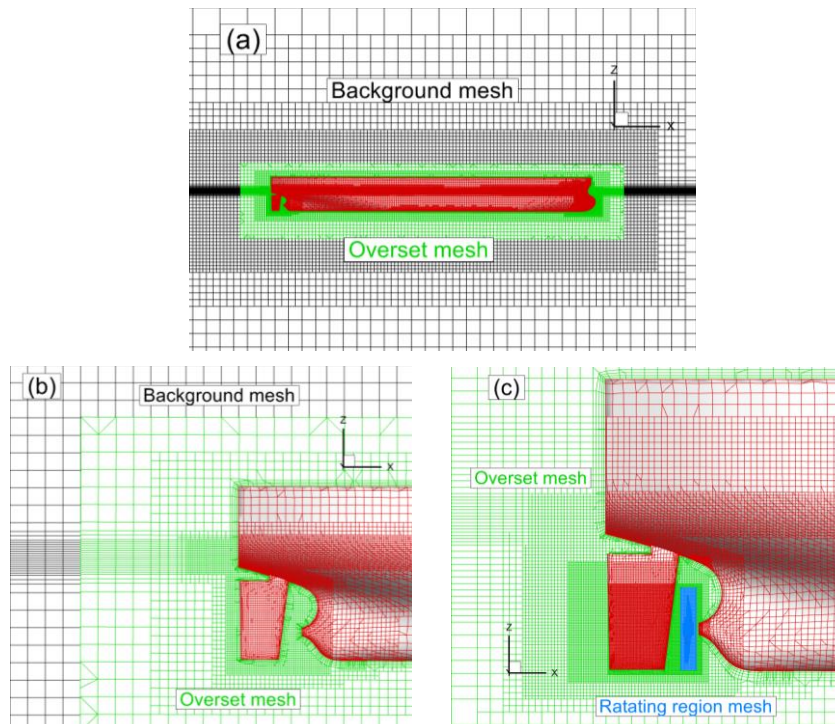 (a)
Background mesh
z
x
Overset mesh
(b)
Background mesh
z
x
Overset mesh
(c)
Overset mesh
z
x
Ratating region mesh